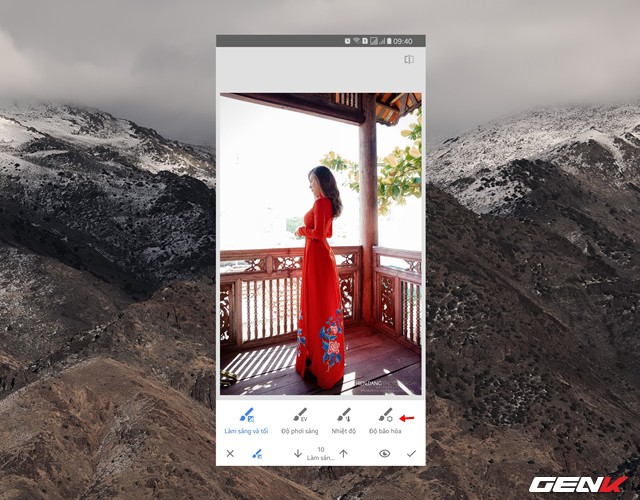 09:40
HIENDANG
EV
Làm sáng và tối
Độ phơi sáng
Nhiệt độ
Độ bão hòa
10
Làm sán...
GENK